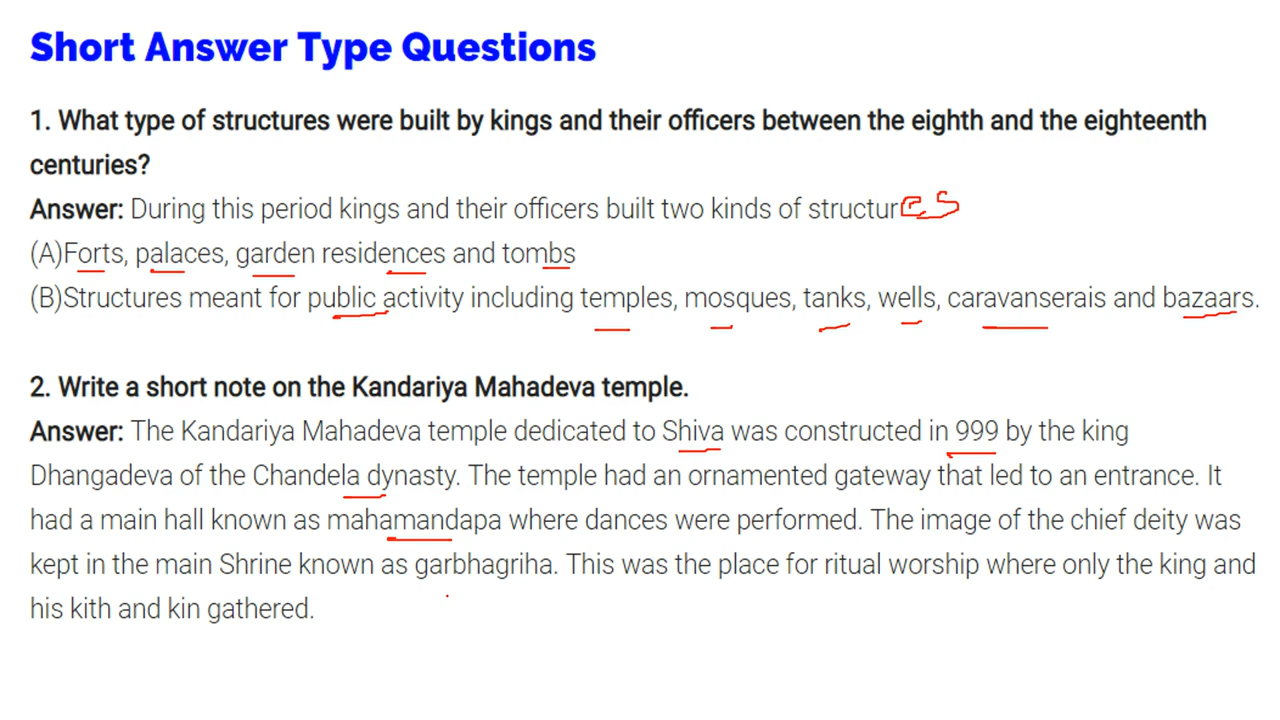 Short Answer Type Questions
1. What type of structures were built by kings and their officers between the eighth and the eighteenth
centuries?
Answer: During this period kings and their officers built two kinds of structures
(A)Forts, palaces, garden residences and tombs
(B)Structures meant for public activity including temples, mosques, tanks, wells, caravanserais and bazaars.
2. Write a short note on the Kandariya Mahadeva temple.
Answer: The Kandariya Mahadeva temple dedicated to Shiva was constructed in 999 by the king
Dhangadeva of the Chandela dynasty. The temple had an ornamented gateway that led to an entrance. It
had a main hall known as mahamandapa where dances were performed. The image of the chief deity was
kept in the main Shrine known as garbhagriha. This was the place for ritual worship where only the king and
his kith and kin gathered.